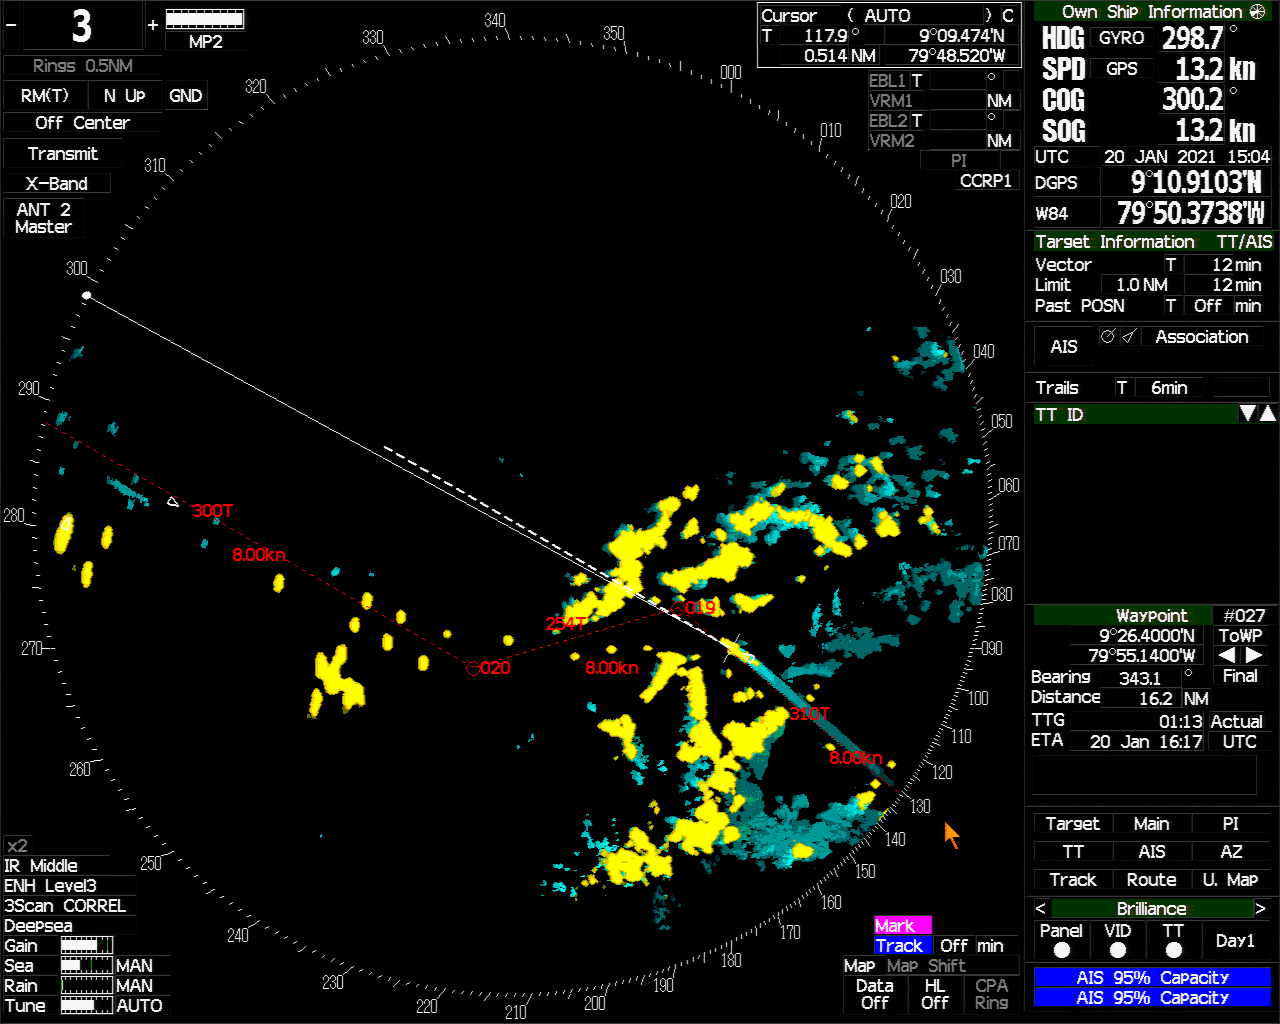 − 3 +
MP2
Rings 0.5NM
RM(T) N Up GND
Off Center
Transmit
X-Band
ANT 2
Master
Cursor ( AUTO ) C
T 117.9° 9°09.474'N
0.514 NM 79°48.520'W
EBL1 T °
VRM1 NM
EBL2 T °
VRM2 NM
PI
CCRP1
340
350
330
000
320
010
310
020
300
030
040
290
050
060
280
070
080
270
090
100
110
260
120
130
140
250
150
160
240
170
180
230
190
220
200
210
300T
8.00kn
254T
019
020
8.00kn
310T
8.00kn
x2
IR Middle
ENH Level3
3Scan CORREL
Deepsea
Gain
Sea MAN
Rain MAN
Tune AUTO
Mark
Track Off min
Map Map Shift
Data Off HL Off CPA Ring
Own Ship Information
HDG GYRO 298.7°
SPD GPS 13.2 kn
COG 300.2°
SOG 13.2 kn
UTC 20 JAN 2021 15:04
DGPS 9°10.9103'N
W84 79°50.3738'W
Target Information TT/AIS
Vector T 12 min
Limit 1.0 NM 12 min
Past POSN T Off min
AIS Association
Trails T 6min
TT ID
Waypoint #027
9°26.4000'N ToWP
79°55.1400'W
Bearing 343.1° Final
Distance 16.2 NM
TTG 01:13 Actual
ETA 20 Jan 16:17 UTC
Target Main PI
TT AIS AZ
Track Route U. Map
< Brilliance >
Panel VID TT Day1
AIS 95% Capacity
AIS 95% Capacity